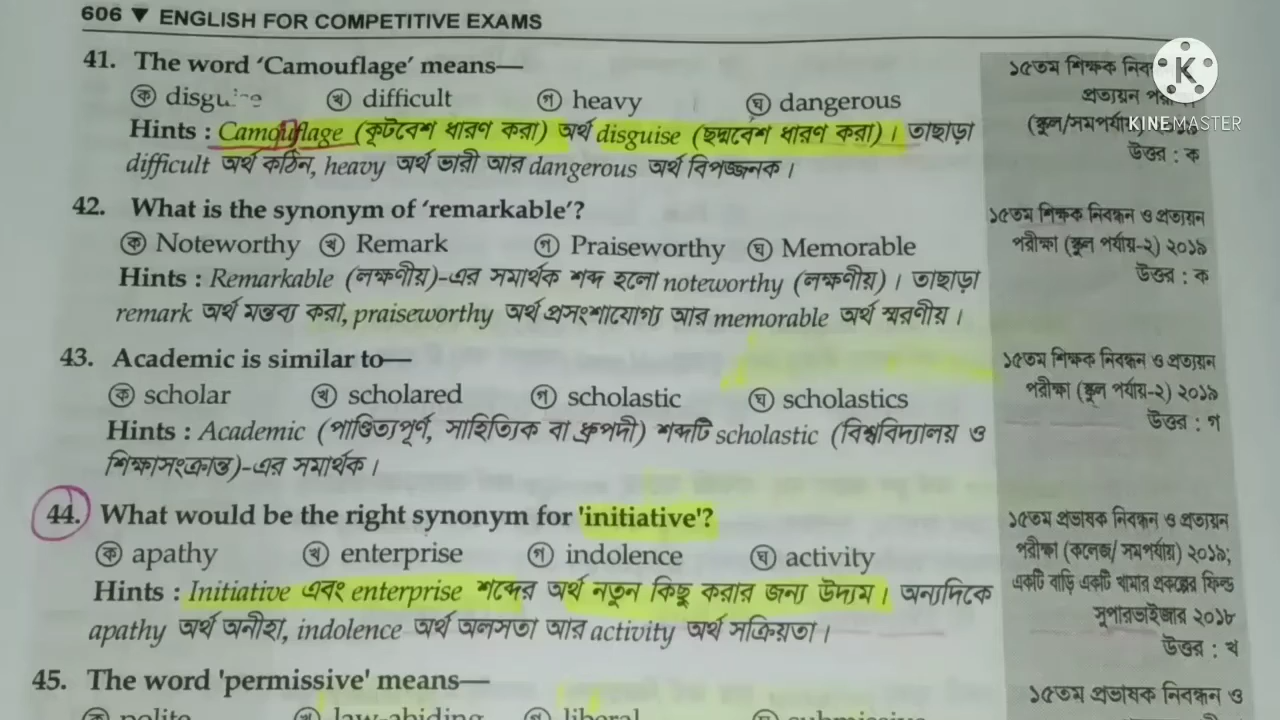 606 ▼ ENGLISH FOR COMPETITIVE EXAMS
41. The word 'Camouflage' means—
১৫তম শিক্ষক
K
ⓚ disguise ⓚ difficult ⓖ heavy ⓖ dangerous
প্রত্যয়ন
KINEMASTER
Hints : Camouflage (কূটবেশ ধারণ করা) অর্থ disguise (ছদ্মবেশ ধারণ করা)। তাছাড়া
(স্কুল/সমপর্যায়)
difficult অর্থ কঠিন, heavy অর্থ ভারী আর dangerous অর্থ বিপজ্জনক।
উত্তর : ক
42. What is the synonym of 'remarkable'?
১৫তম শিক্ষক নিবন্ধন ও প্রত্যয়ন
ক Noteworthy খ Remark গ Praiseworthy ঘ Memorable
পরীক্ষা (স্কুল পর্যায়-২) ২০১৯
Hints : Remarkable (লক্ষণীয়)-এর সমার্থক শব্দ হলো noteworthy (লক্ষণীয়)। তাছাড়া
উত্তর : ক
remark অর্থ মন্তব্য করা, praiseworthy অর্থ প্রসংশাযোগ্য আর memorable অর্থ স্মরণীয়।
43. Academic is similar to—
১৫তম শিক্ষক নিবন্ধন ও প্রত্যয়ন
ক scholar খ scholared গ scholastic ঘ scholastics
পরীক্ষা (স্কুল পর্যায়-২) ২০১৯
Hints : Academic (পাণ্ডিত্যপূর্ণ, সাহিত্যিক বা ধ্রুপদী) শব্দটি scholastic (বিশ্ববিদ্যালয় ও
উত্তর : গ
শিক্ষাসংক্রান্ত)-এর সমার্থক।
44. What would be the right synonym for 'initiative'?
১৫তম প্রভাষক নিবন্ধন ও প্রত্যয়ন
ক apathy খ enterprise গ indolence ঘ activity
পরীক্ষা (কলেজ/ সমপর্যায়) ২০১৯;
Hints : Initiative এবং enterprise শব্দের অর্থ নতুন কিছু করার জন্য উদ্যম। অন্যদিকে
একটি বাড়ি একটি খামার প্রকল্পের ফিল্ড
সুপারভাইজার ২০১৮
apathy অর্থ অনীহা, indolence অর্থ অলসতা আর activity অর্থ সক্রিয়তা।
উত্তর : খ
45. The word 'permissive' means—
১৫তম প্রভাষক নিবন্ধন ও
ক polite খ law-abiding গ liberal ঘ submissive